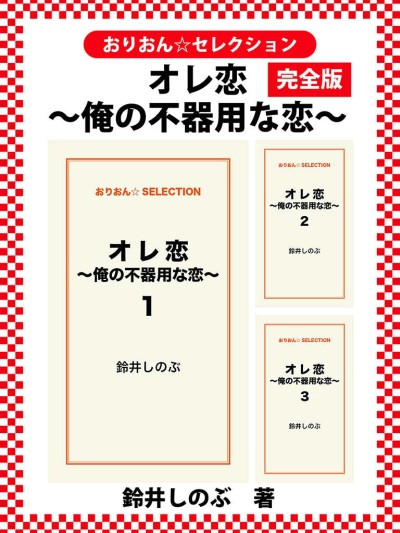 おりおん☆セレクション
オレ恋 完全版
〜俺の不器用な恋〜
おりおん☆ SELECTION
オレ恋
〜俺の不器用な恋〜
1
鈴井しのぶ
おりおん☆ SELECTION
オレ恋
〜俺の不器用な恋〜
2
鈴井しのぶ
おりおん☆ SELECTION
オレ恋
〜俺の不器用な恋〜
3
鈴井しのぶ
鈴井しのぶ 著